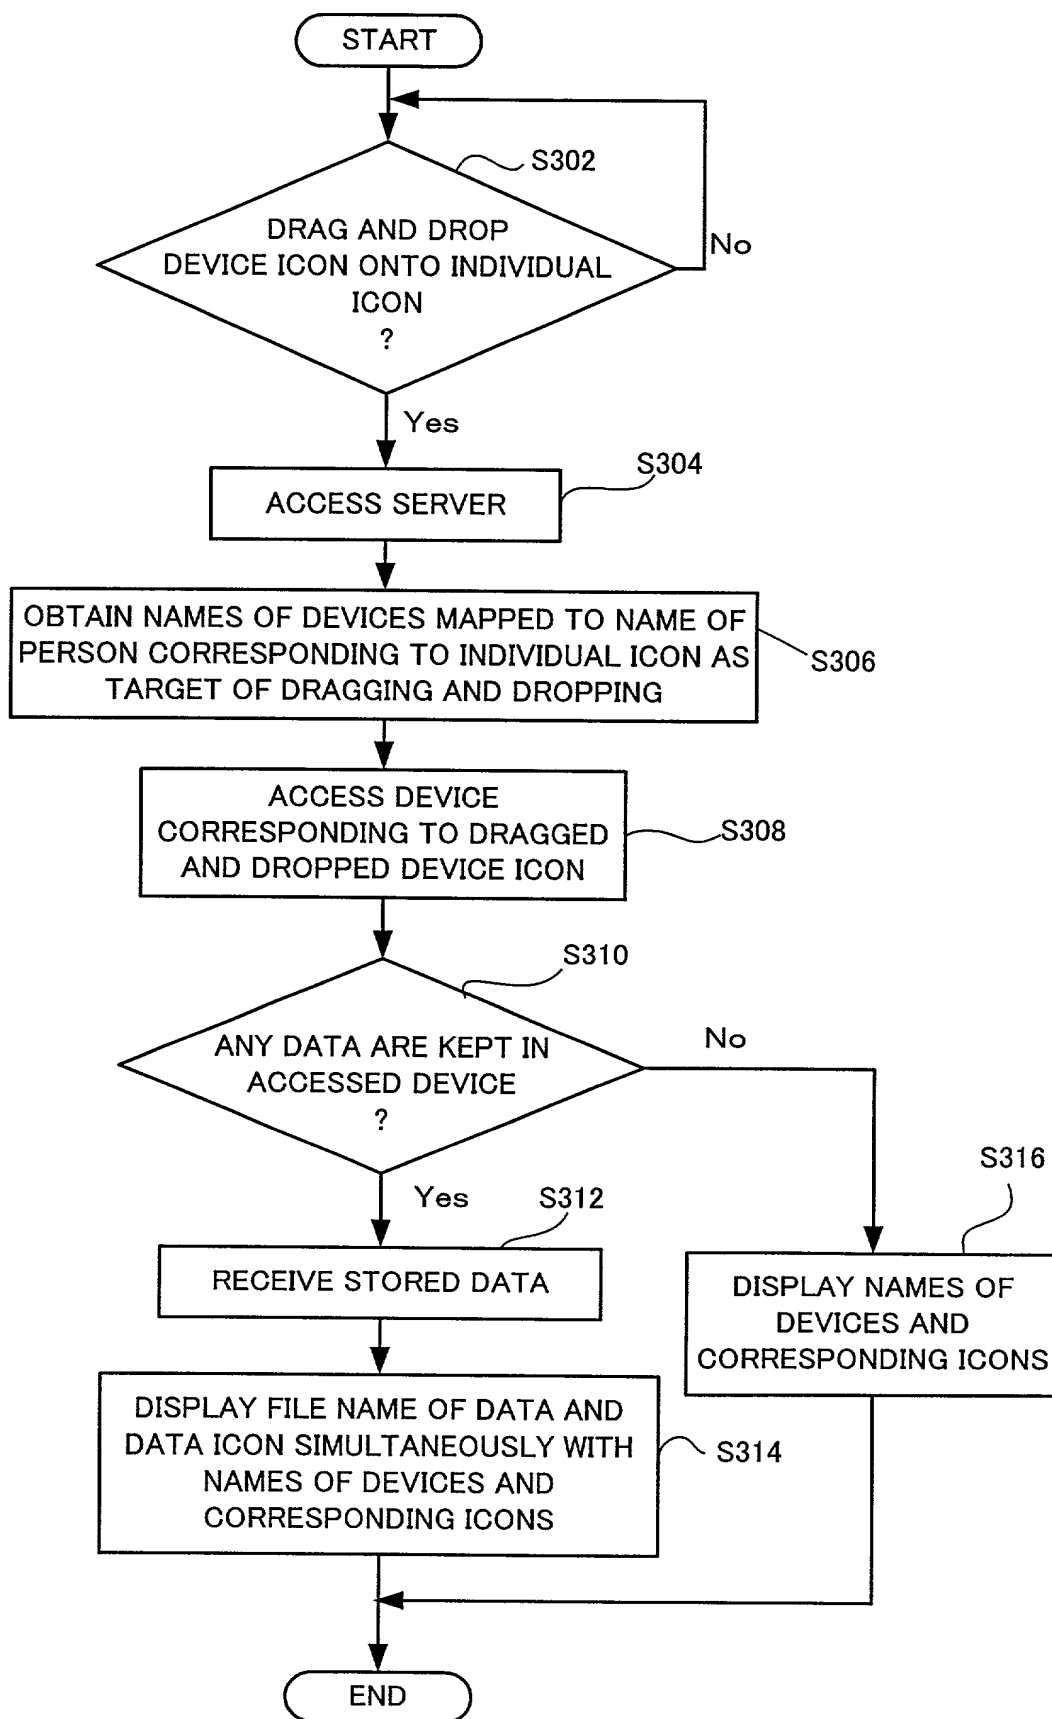 START
S302
DRAG AND DROP
DEVICE ICON ONTO INDIVIDUAL
ICON
?
No
Yes
S304
ACCESS SERVER
OBTAIN NAMES OF DEVICES MAPPED TO NAME OF
PERSON CORRESPONDING TO INDIVIDUAL ICON AS
TARGET OF DRAGGING AND DROPPING
S306
ACCESS DEVICE
CORRESPONDING TO DRAGGED
AND DROPPED DEVICE ICON
S308
S310
ANY DATA ARE KEPT IN
ACCESSED DEVICE
?
No
Yes
S312
RECEIVE STORED DATA
S316
DISPLAY NAMES OF
DEVICES AND
CORRESPONDING ICONS
DISPLAY FILE NAME OF DATA AND
DATA ICON SIMULTANEOUSLY WITH
NAMES OF DEVICES AND
CORRESPONDING ICONS
S314
END